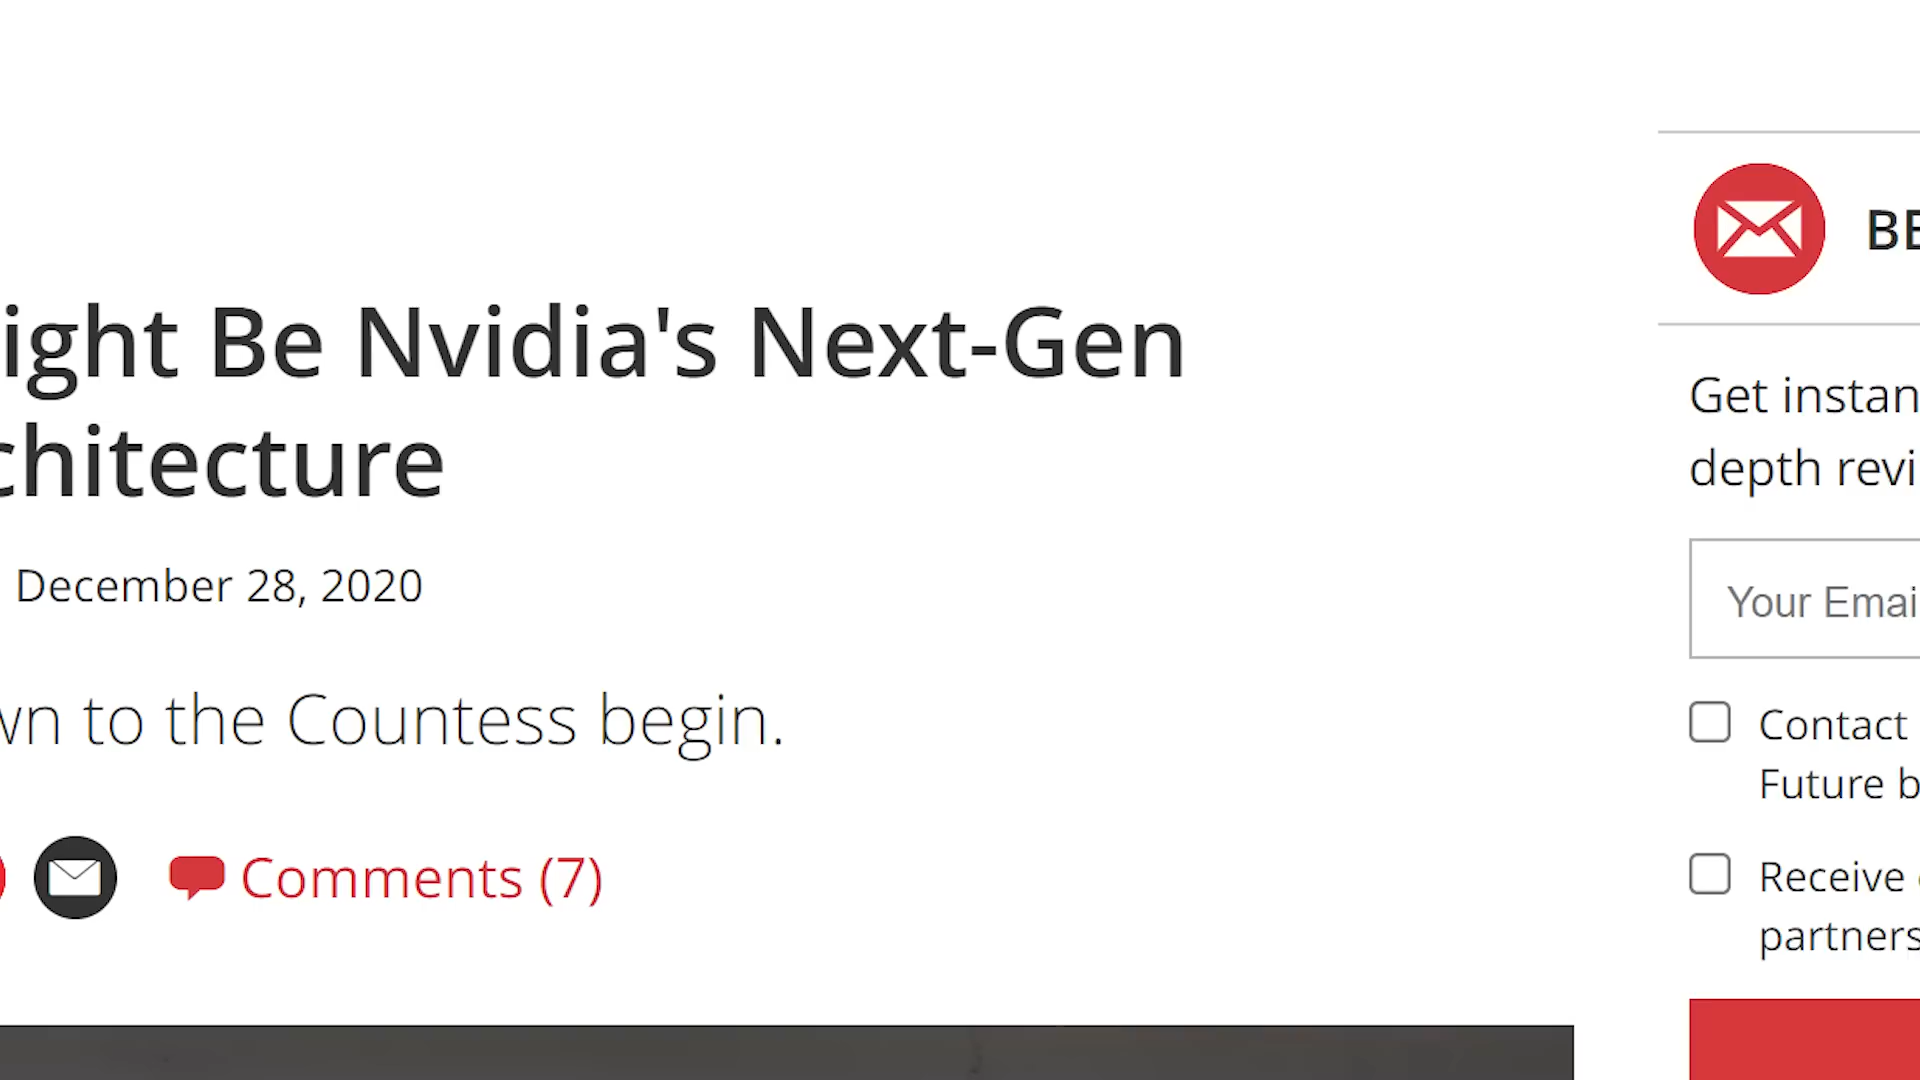 ight Be Nvidia's Next-Gen
chitecture
December 28, 2020
wn to the Countess begin.
Comments (7)
BE
Get instan
depth revi
Your Emai
Contact
Future b
Receive
partners